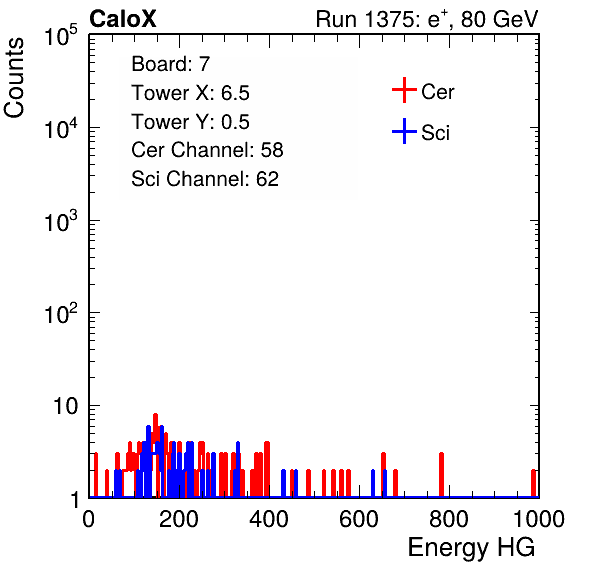 CaloX
Run 1375: e⁺, 80 GeV
Counts
10⁵
10⁴
10³
10²
10
1
Board: 7
Tower X: 6.5
Tower Y: 0.5
Cer Channel: 58
Sci Channel: 62
Cer
Sci
0 200 400 600 800 1000
Energy HG